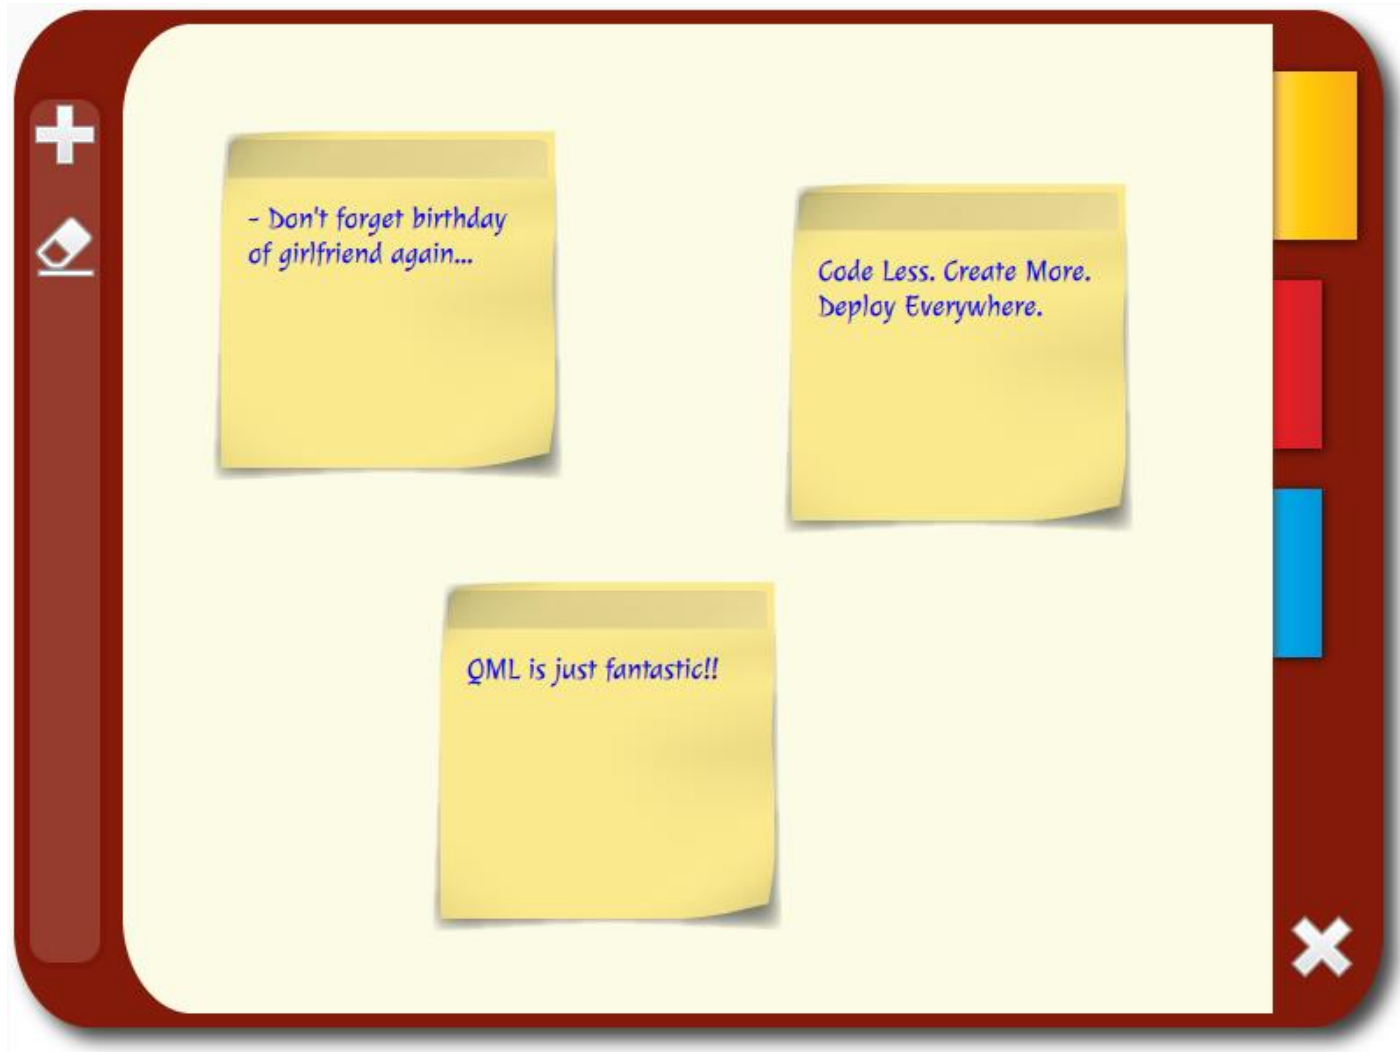 - Don't forget birthday
of girlfriend again...
Code Less. Create More.
Deploy Everywhere.
QML is just fantastic!!